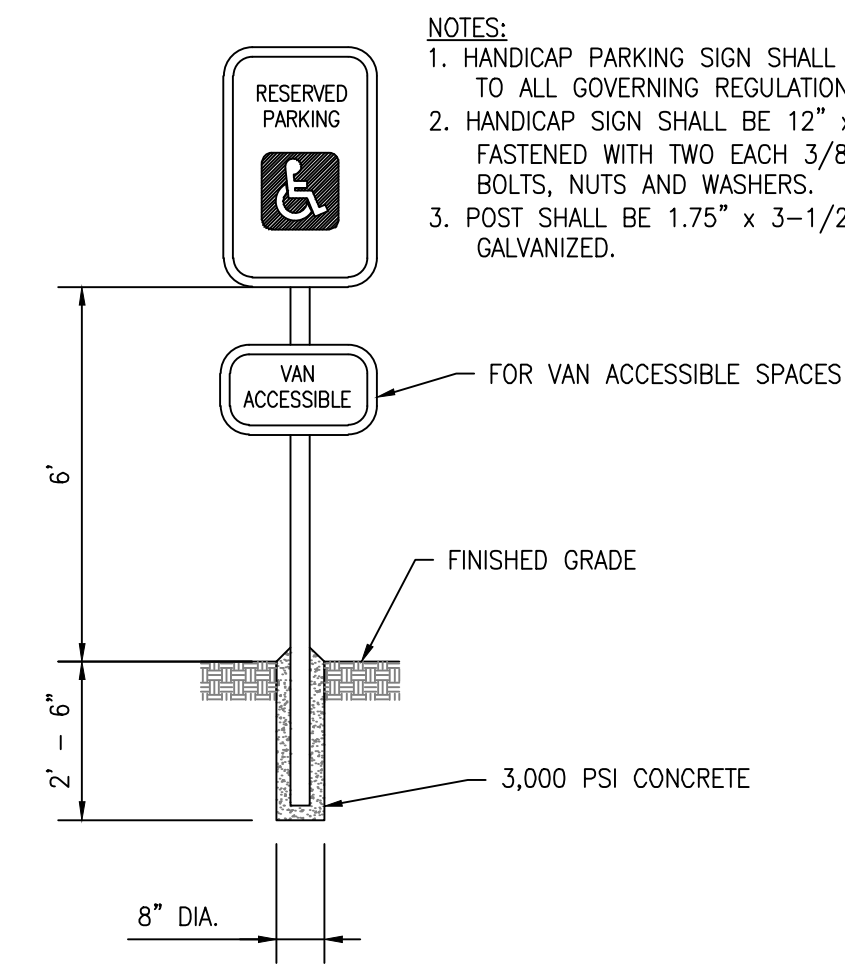 NOTES:
1. HANDICAP PARKING SIGN SHALL
TO ALL GOVERNING REGULATION
2. HANDICAP SIGN SHALL BE 12" x
FASTENED WITH TWO EACH 3/8
BOLTS, NUTS AND WASHERS.
3. POST SHALL BE 1.75" x 3-1/2
GALVANIZED.
RESERVED
PARKING
VAN
ACCESSIBLE
FOR VAN ACCESSIBLE SPACES
6'
FINISHED GRADE
2' - 6"
3,000 PSI CONCRETE
8" DIA.